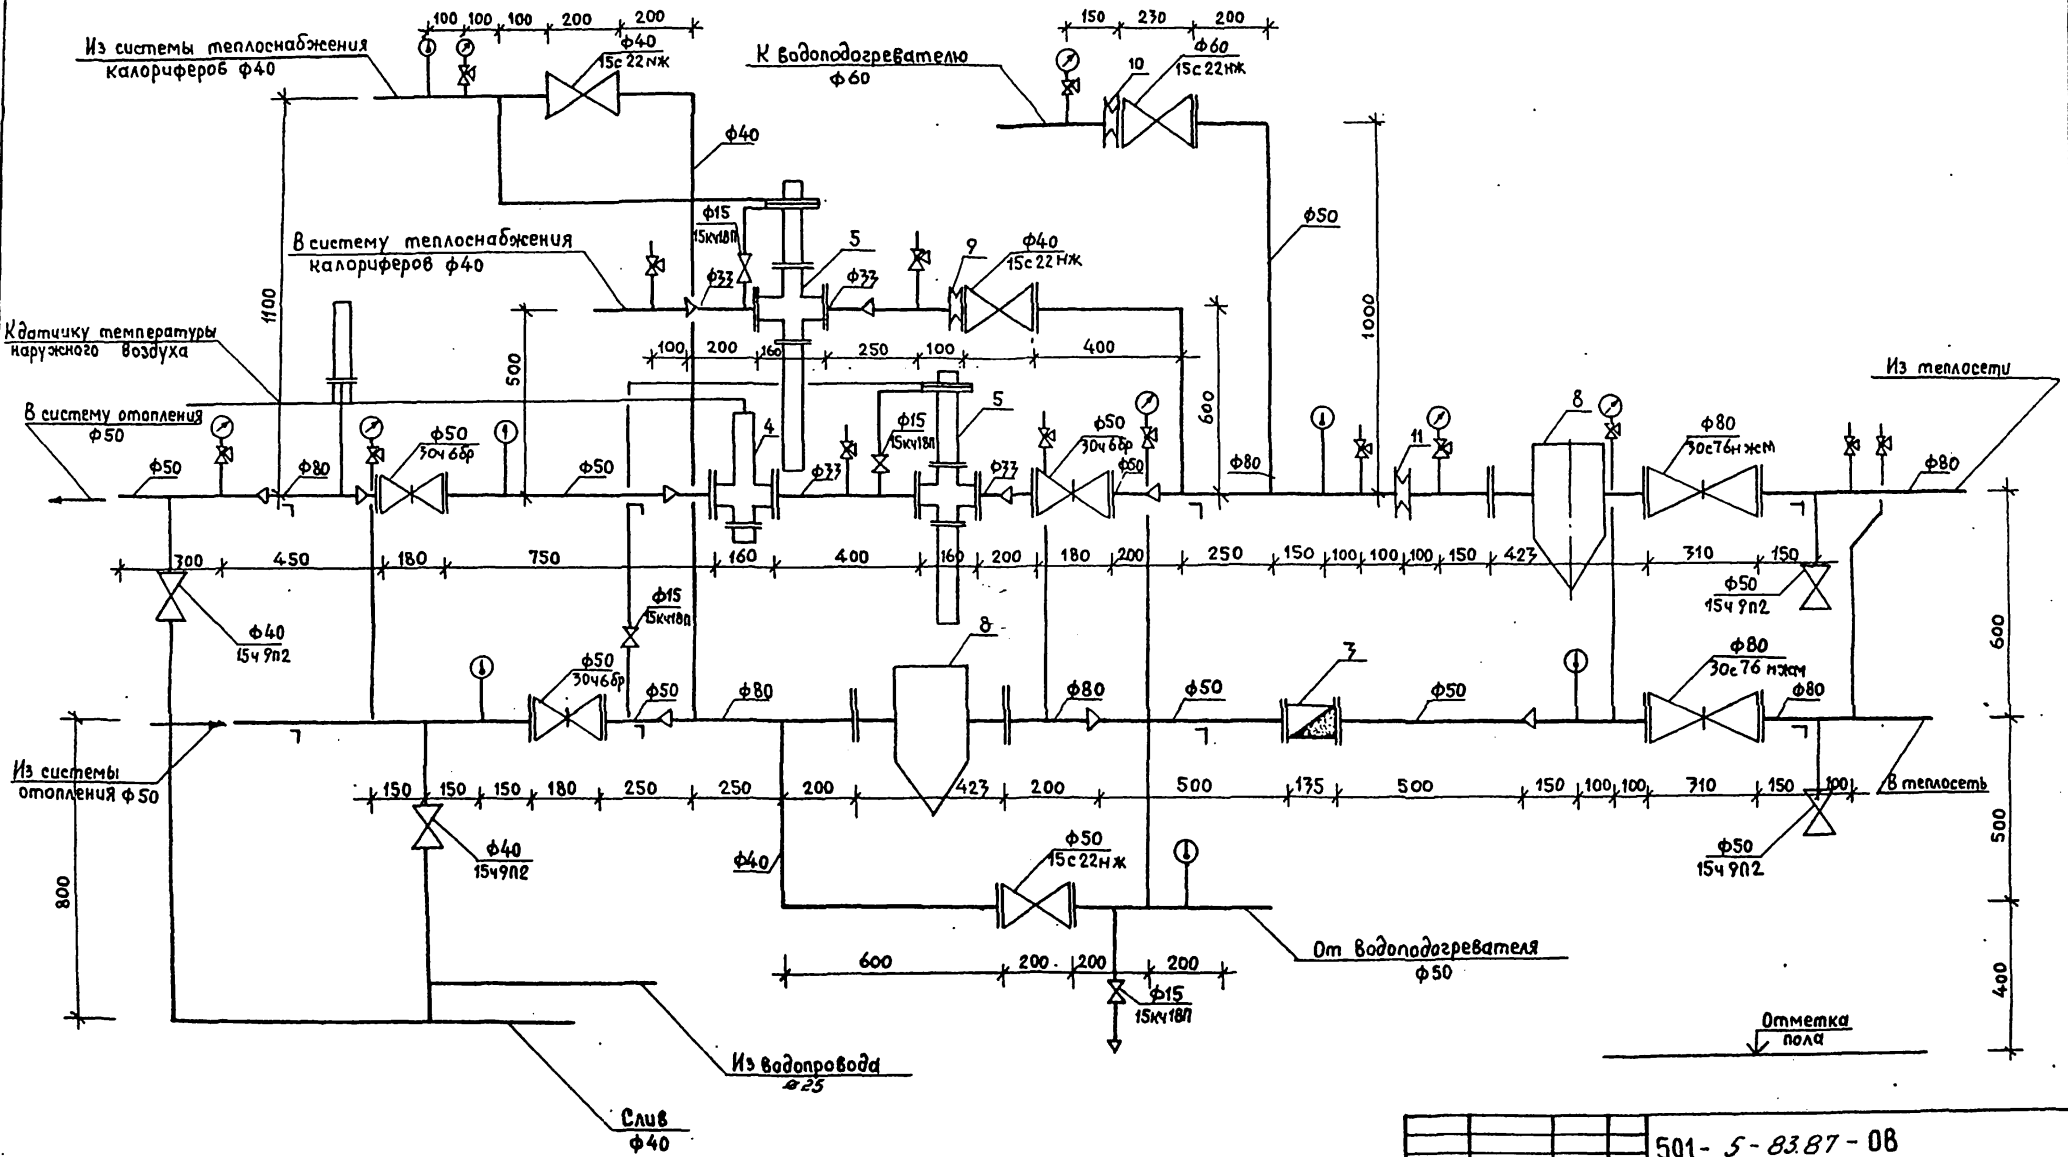 100 100 100 200 200
150 230 200
Из системы теплоснабжения
калориферов ф40
ф40
15с22нж
К водоподогревателю
ф60
10
ф60
15с22нж
ф40
1100
В систему теплоснабжения
калориферов ф40
ф15
15кч18П
5
9
ф40
15с22нж
ф50
ф33
ф33
1000
К датчику температуры
наружного воздуха
500
100 200 160 250 100 400
600
Из теплосети
В систему отопления
ф50
ф50
ф80
ф50
30ч6бр
ф50
4
ф33
ф15
15кч18П
5
ф33
ф50
30ч6бр
ф50
ф80
11
8
ф80
30с76нжм
ф80
300 450 180 750 160 400 160 200 180 200 250 150 100 100 100 150 423 310 150
ф40
15ч9п2
ф15
15кч18П
ф50
15ч9п2
600
8
ф50
30ч6бр
ф50
ф80
ф80
ф50
3
ф50
ф80
30с76нжм
ф80
Из системы
отопления ф50
150 150 150 180 250 250 200 423 200 500 135 500 150 100 100 310 150 100
В теплосеть
800
ф40
15ч9п2
ф40
ф50
15с22нж
ф50
15ч9п2
500
600 200 200 200
От водоподогревателя
ф50
ф15
15кч18П
400
Отметка
пола
Из водопровода
ø25
Слив
ф40
501- 5-83.87-ОВ